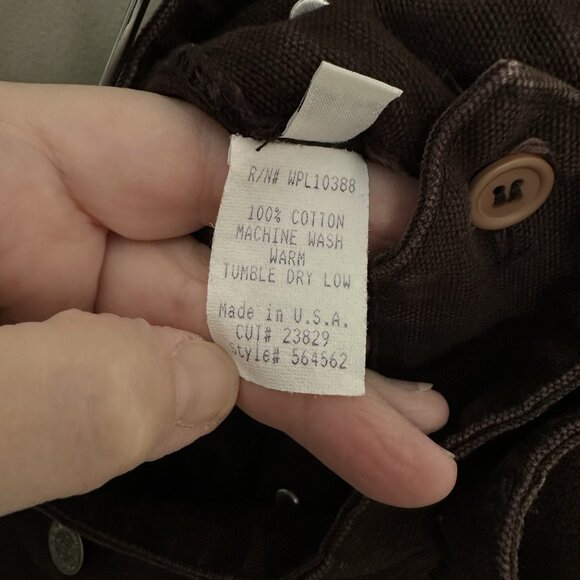 R/N# WPL10388
100% COTTON
MACHINE WASH
WARM
TUMBLE DRY LOW
Made in U.S.A.
CUT# 23829
Style# 564562